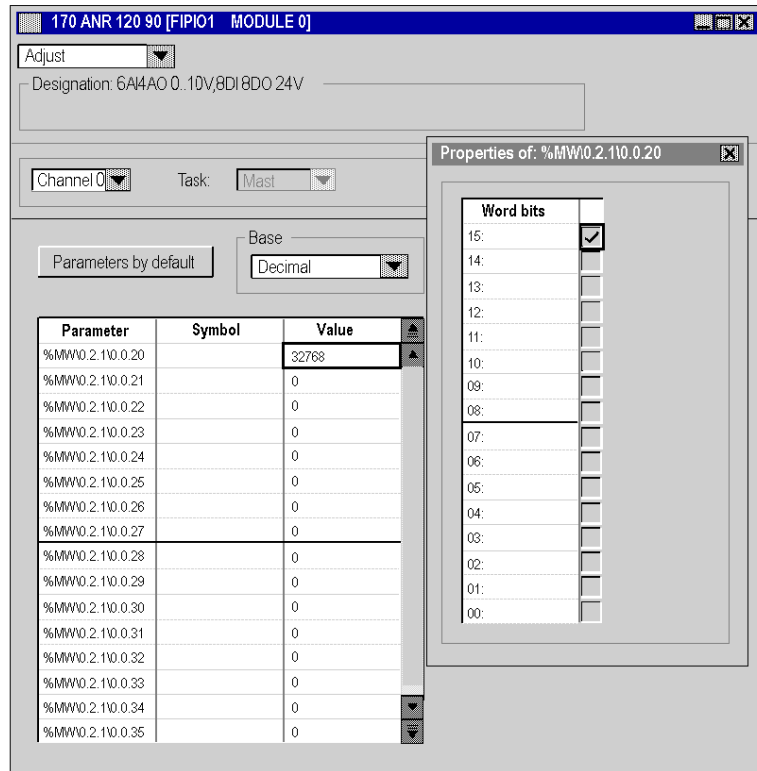 170 ANR 120 90 [FIPIO1 MODULE 0]
Adjust
Designation: 6AI4AO 0..10V,8DI 8DO 24V
Channel 0 Task: Mast
Parameters by default
Base
Decimal
Parameter Symbol Value
%MW\0.2.1\0.0.20 32768
%MW\0.2.1\0.0.21 0
%MW\0.2.1\0.0.22 0
%MW\0.2.1\0.0.23 0
%MW\0.2.1\0.0.24 0
%MW\0.2.1\0.0.25 0
%MW\0.2.1\0.0.26 0
%MW\0.2.1\0.0.27 0
%MW\0.2.1\0.0.28 0
%MW\0.2.1\0.0.29 0
%MW\0.2.1\0.0.30 0
%MW\0.2.1\0.0.31 0
%MW\0.2.1\0.0.32 0
%MW\0.2.1\0.0.33 0
%MW\0.2.1\0.0.34 0
%MW\0.2.1\0.0.35 0
Properties of: %MW\0.2.1\0.0.20
Word bits
15:
14:
13:
12:
11:
10:
09:
08:
07:
06:
05:
04:
03:
02:
01:
00: